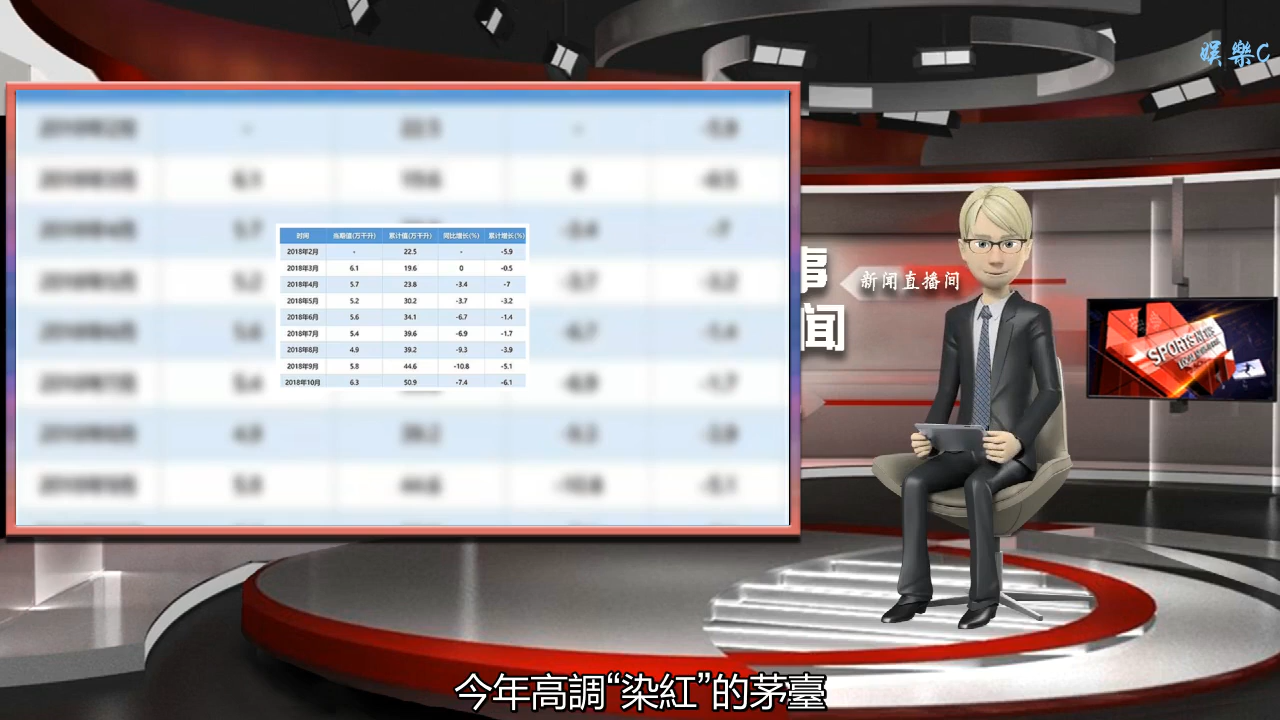 娱樂C
时间 当期值(万千升) 累计值(万千升) 同比增长(%) 累计增长(%)
2018年2月 - 22.5 - -5.9
2018年3月 6.1 19.6 0 -0.5
2018年4月 5.7 23.8 -3.4 -7
2018年5月 5.2 30.2 -3.7 -3.2
2018年6月 5.6 34.1 -6.7 -1.4
2018年7月 5.4 39.6 -6.9 -1.7
2018年8月 4.9 39.2 -9.3 -3.9
2018年9月 5.8 44.6 -10.8 -5.1
2018年10月 6.3 50.9 -7.4 -6.1
事
闻
新闻直播间
SPORTS
今年高調“染紅”的茅臺